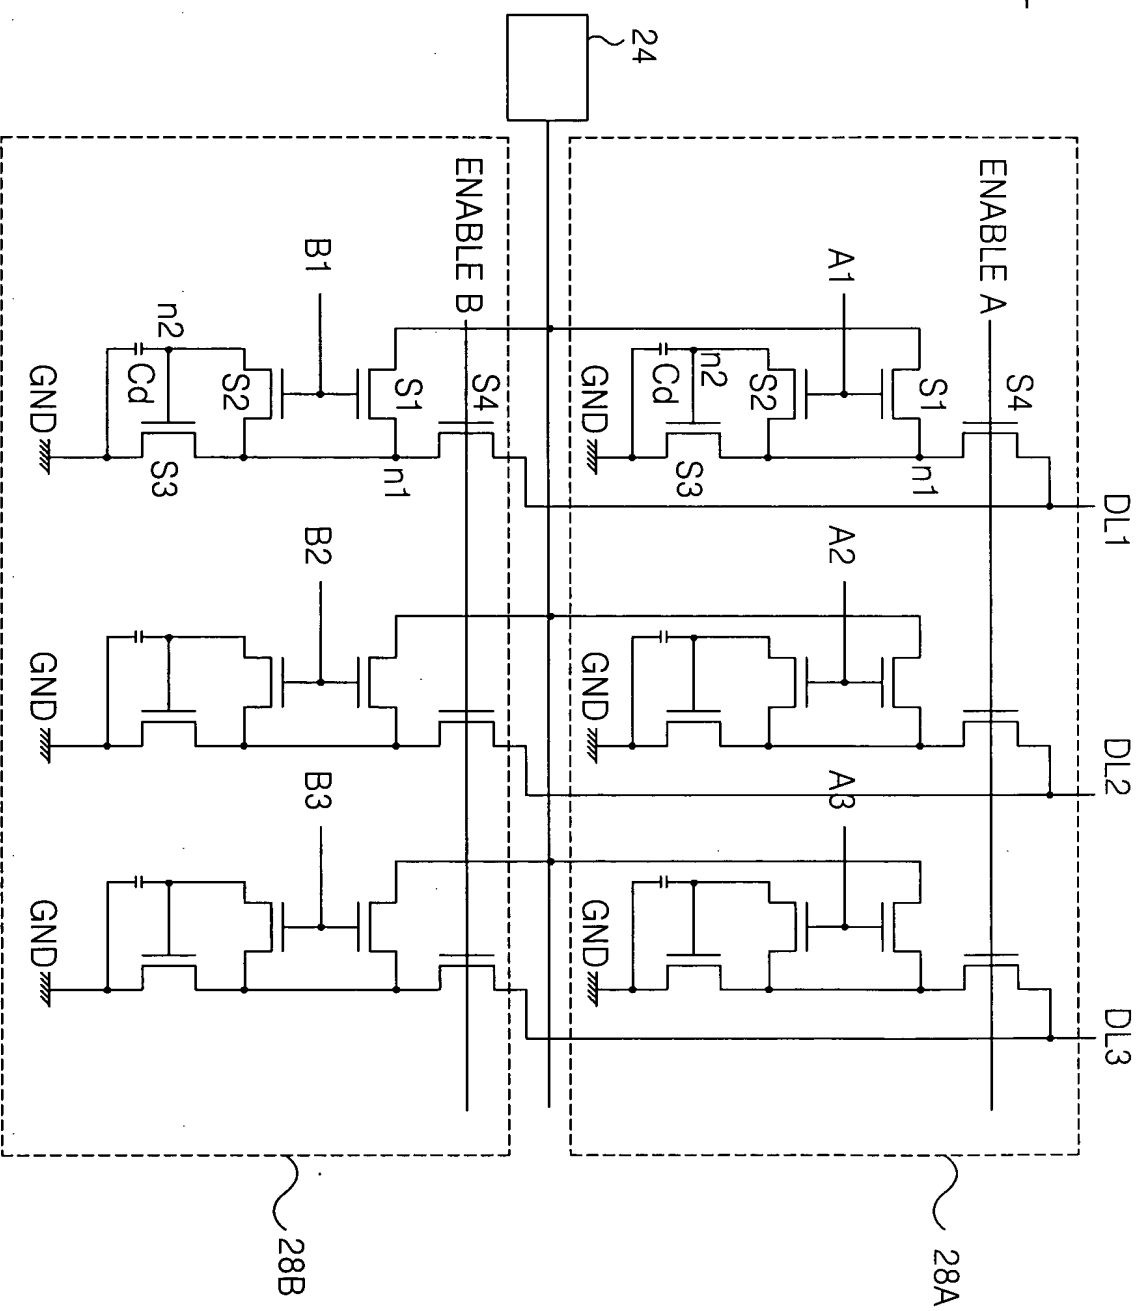 DL1
DL2
DL3
S4
ENABLE A
28A
S1
n1
A1
A2
A3
S2
n2
S3
Cd
24
GND
GND
GND
S4
ENABLE B
S1
n1
B1
B2
B3
28B
S2
n2
S3
Cd
GND
GND
GND